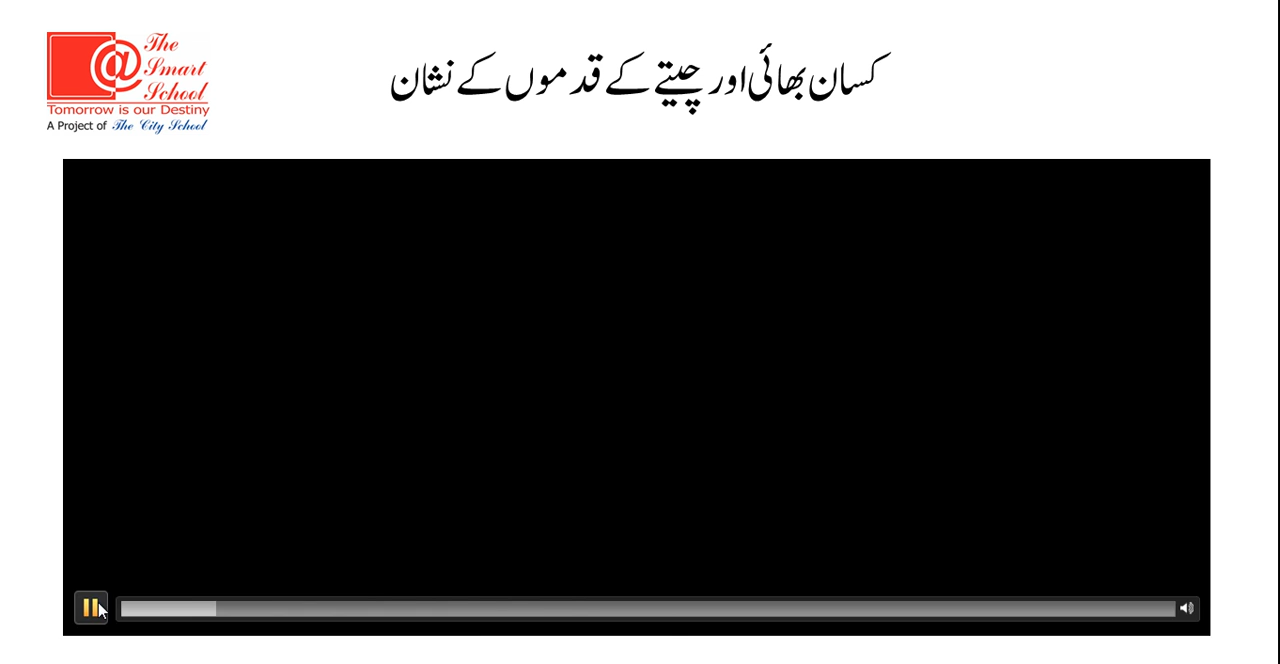 The
Smart
School
Tomorrow is our Destiny
A Project of The City School
کسان بھائی اور چیتے کے قدموں کے نشان